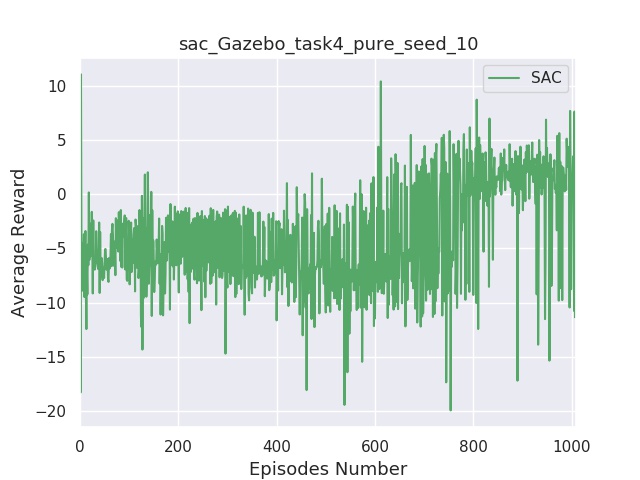 sac_Gazebo_task4_pure_seed_10
SAC
10
5
0
−5
−10
−15
−20
Average Reward
0 200 400 600 800 1000
Episodes Number